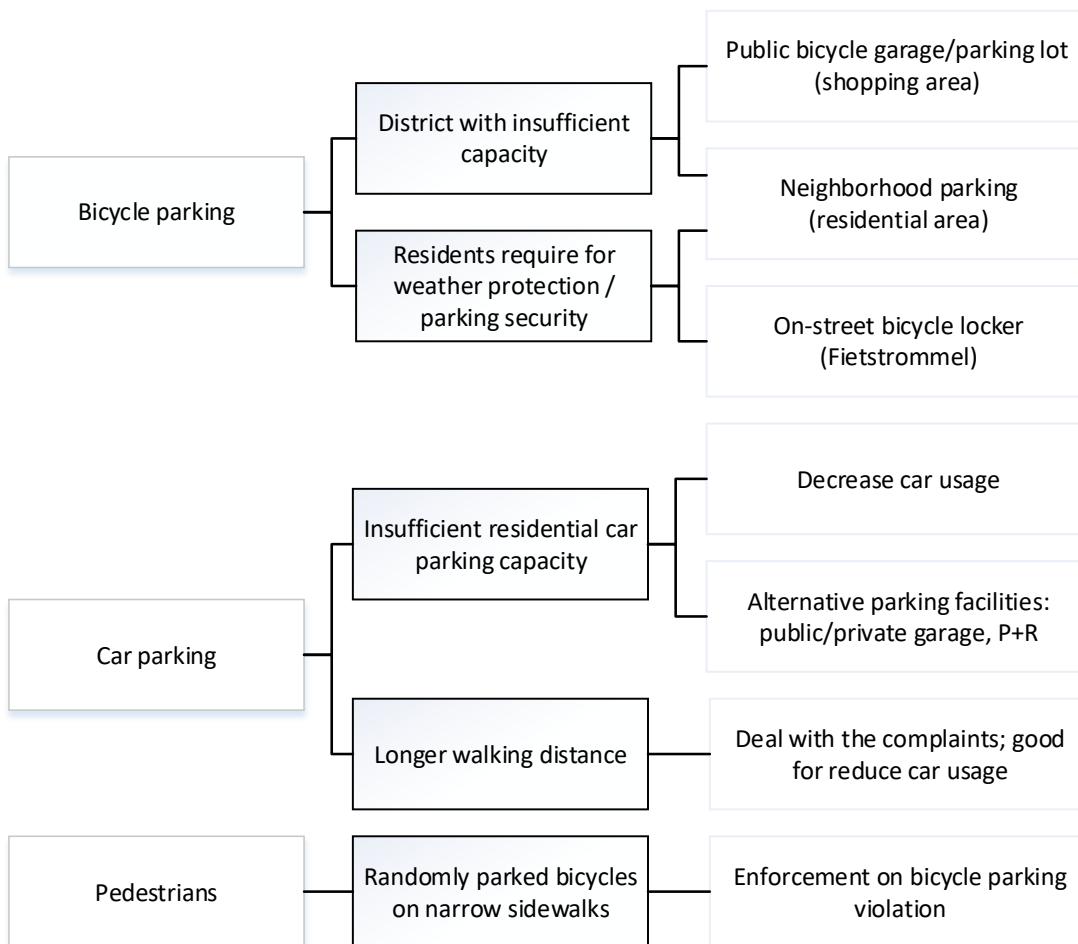 Public bicycle garage/parking lot
(shopping area)
District with insufficient
capacity
Bicycle parking
Neighborhood parking
(residential area)
Residents require for
weather protection /
parking security
On-street bicycle locker
(Fietstrommel)
Decrease car usage
Insufficient residential car
parking capacity
Alternative parking facilities:
public/private garage, P+R
Car parking
Longer walking distance
Deal with the complaints; good
for reduce car usage
Pedestrians
Randomly parked bicycles
on narrow sidewalks
Enforcement on bicycle parking
violation